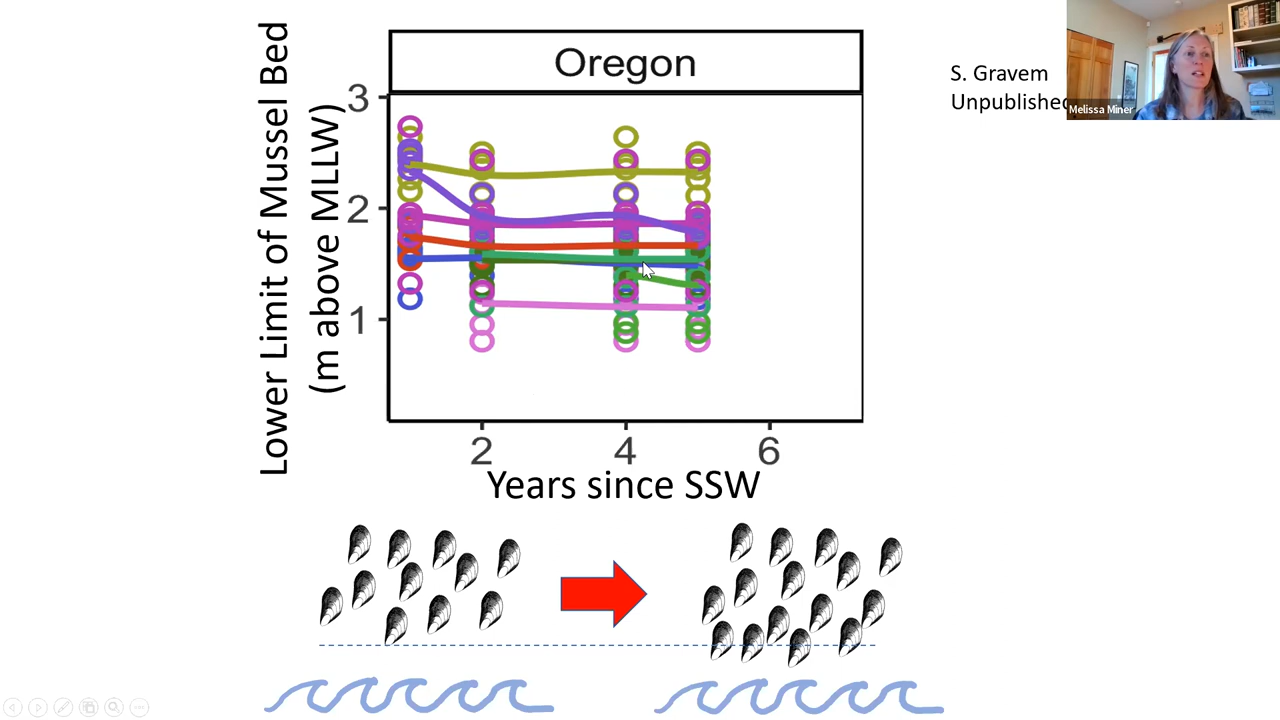 Oregon
S. Gravem
Unpublished
Melissa Miner
Lower Limit of Mussel Bed
(m above MLLW)
3
2
1
2 4 6
Years since SSW